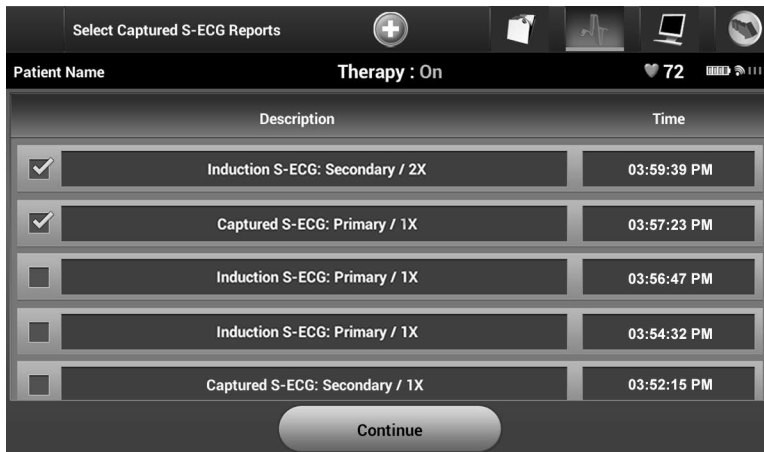 Select Captured S-ECG Reports
Patient Name Therapy : On 72
Description Time
Induction S-ECG: Secondary / 2X 03:59:39 PM
Captured S-ECG: Primary / 1X 03:57:23 PM
Induction S-ECG: Primary / 1X 03:56:47 PM
Induction S-ECG: Primary / 1X 03:54:32 PM
Captured S-ECG: Secondary / 1X 03:52:15 PM
Continue